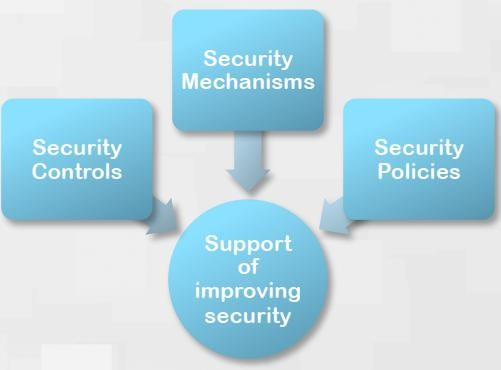 Security
Mechanisms
Security
Controls
Security
Policies
Support
of
improving
security